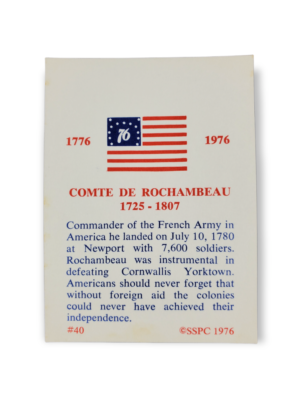 1776
76
1976
COMTE DE ROCHAMBEAU
1725 - 1807
Commander of the French Army in
America he landed on July 10, 1780
at Newport with 7,600 soldiers.
Rochambeau was instrumental in
defeating Cornwallis Yorktown.
Americans should never forget that
without foreign aid the colonies
could never have achieved their
independence.
#40
©SSPC 1976